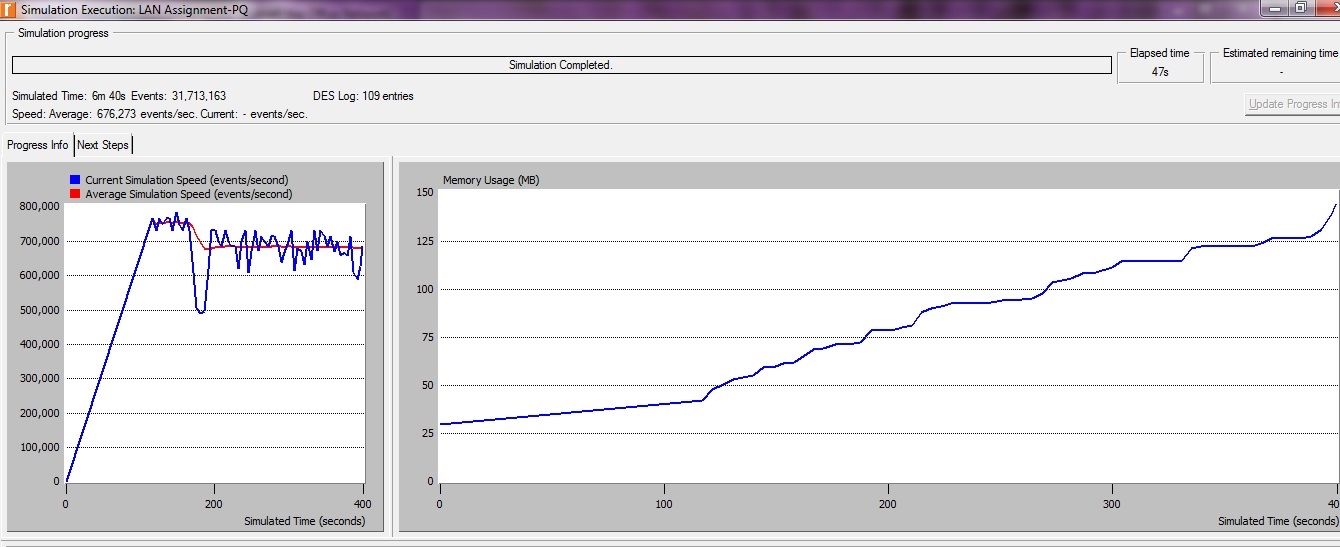 Simulation Execution: LAN Assignment-PQ
Simulation progress
Simulation Completed.
Elapsed time
47s
Estimated remaining time
-
Simulated Time: 6m 40s Events: 31,713,163 DES Log: 109 entries
Speed: Average: 676,273 events/sec. Current: - events/sec.
Update Progress In
Progress Info
Next Steps
Current Simulation Speed (events/second)
Average Simulation Speed (events/second)
800,000
700,000
600,000
500,000
400,000
300,000
200,000
100,000
0
0 200 400
Simulated Time (seconds)
Memory Usage (MB)
150
125
100
75
50
25
0
0 100 200 300 40
Simulated Time (seconds)